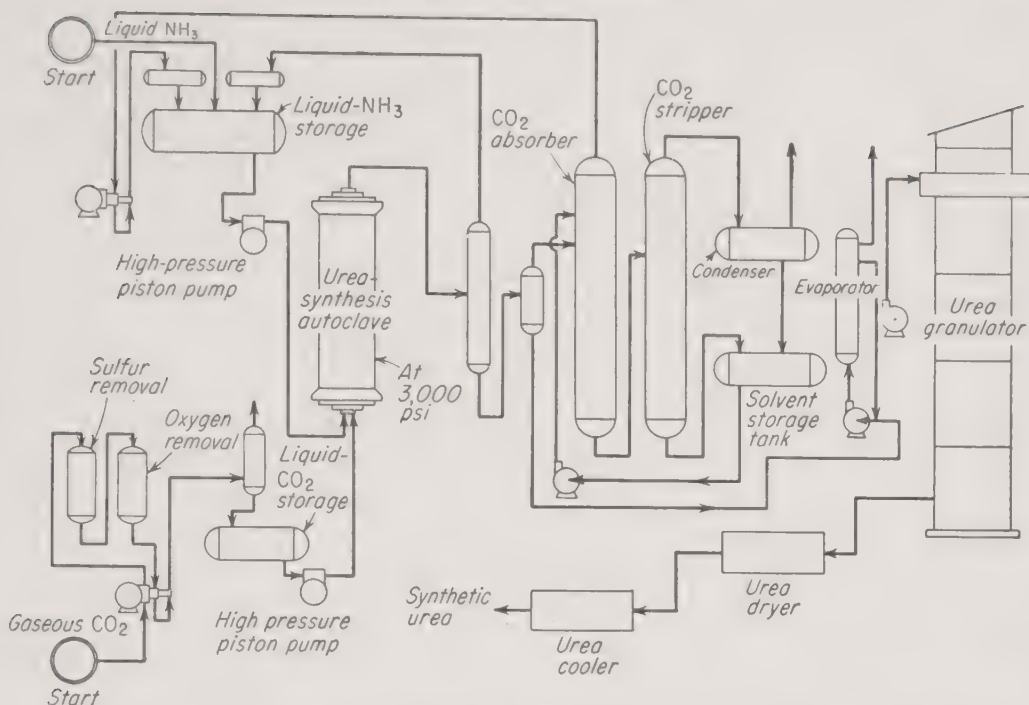 Liquid NH3
Start
Liquid-NH3
storage
High-pressure
piston pump
Urea-
synthesis
autoclave
At
3,000
psi
CO2
absorber
CO2
stripper
Condenser
Evaporator
Urea
granulator
Solvent
storage
tank
Sulfur
removal
Oxygen
removal
Liquid-
CO2
storage
High pressure
piston pump
Gaseous CO2
Start
Synthetic
urea
Urea
cooler
Urea
dryer